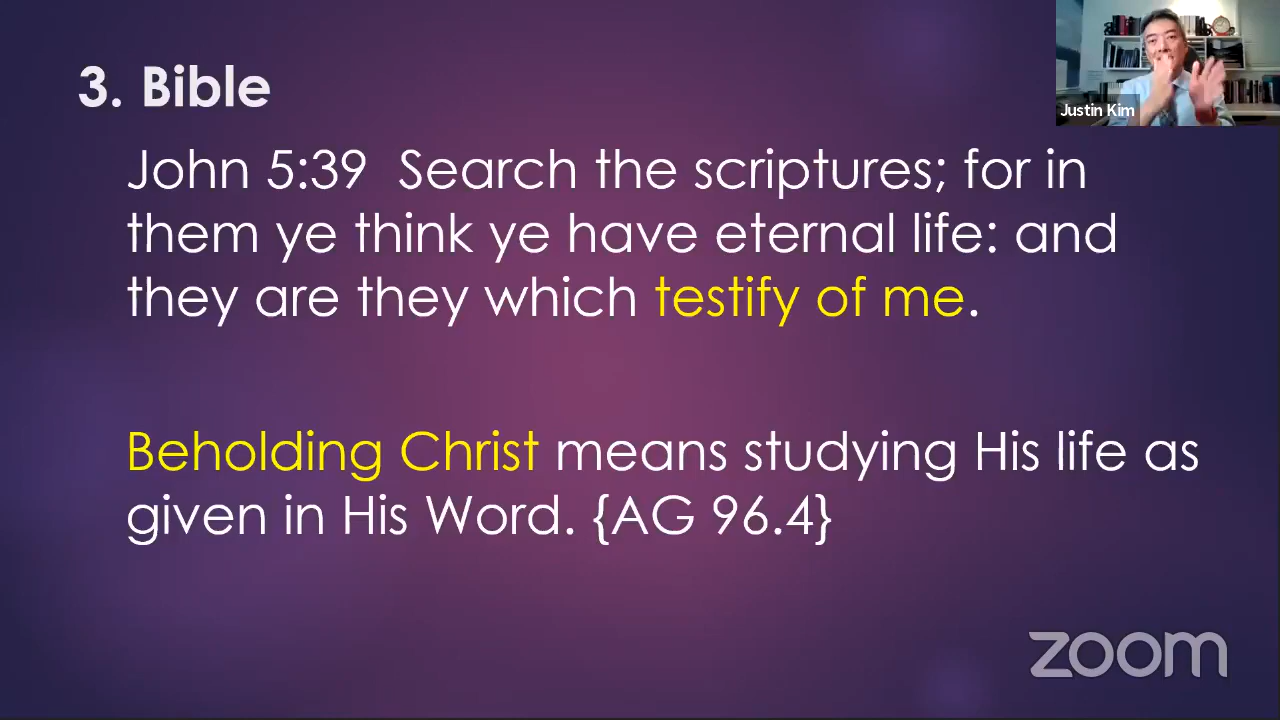 3. Bible
Justin Kim
John 5:39  Search the scriptures; for in
them ye think ye have eternal life: and
they are they which testify of me.
Beholding Christ means studying His life as
given in His Word. {AG 96.4}
zoom